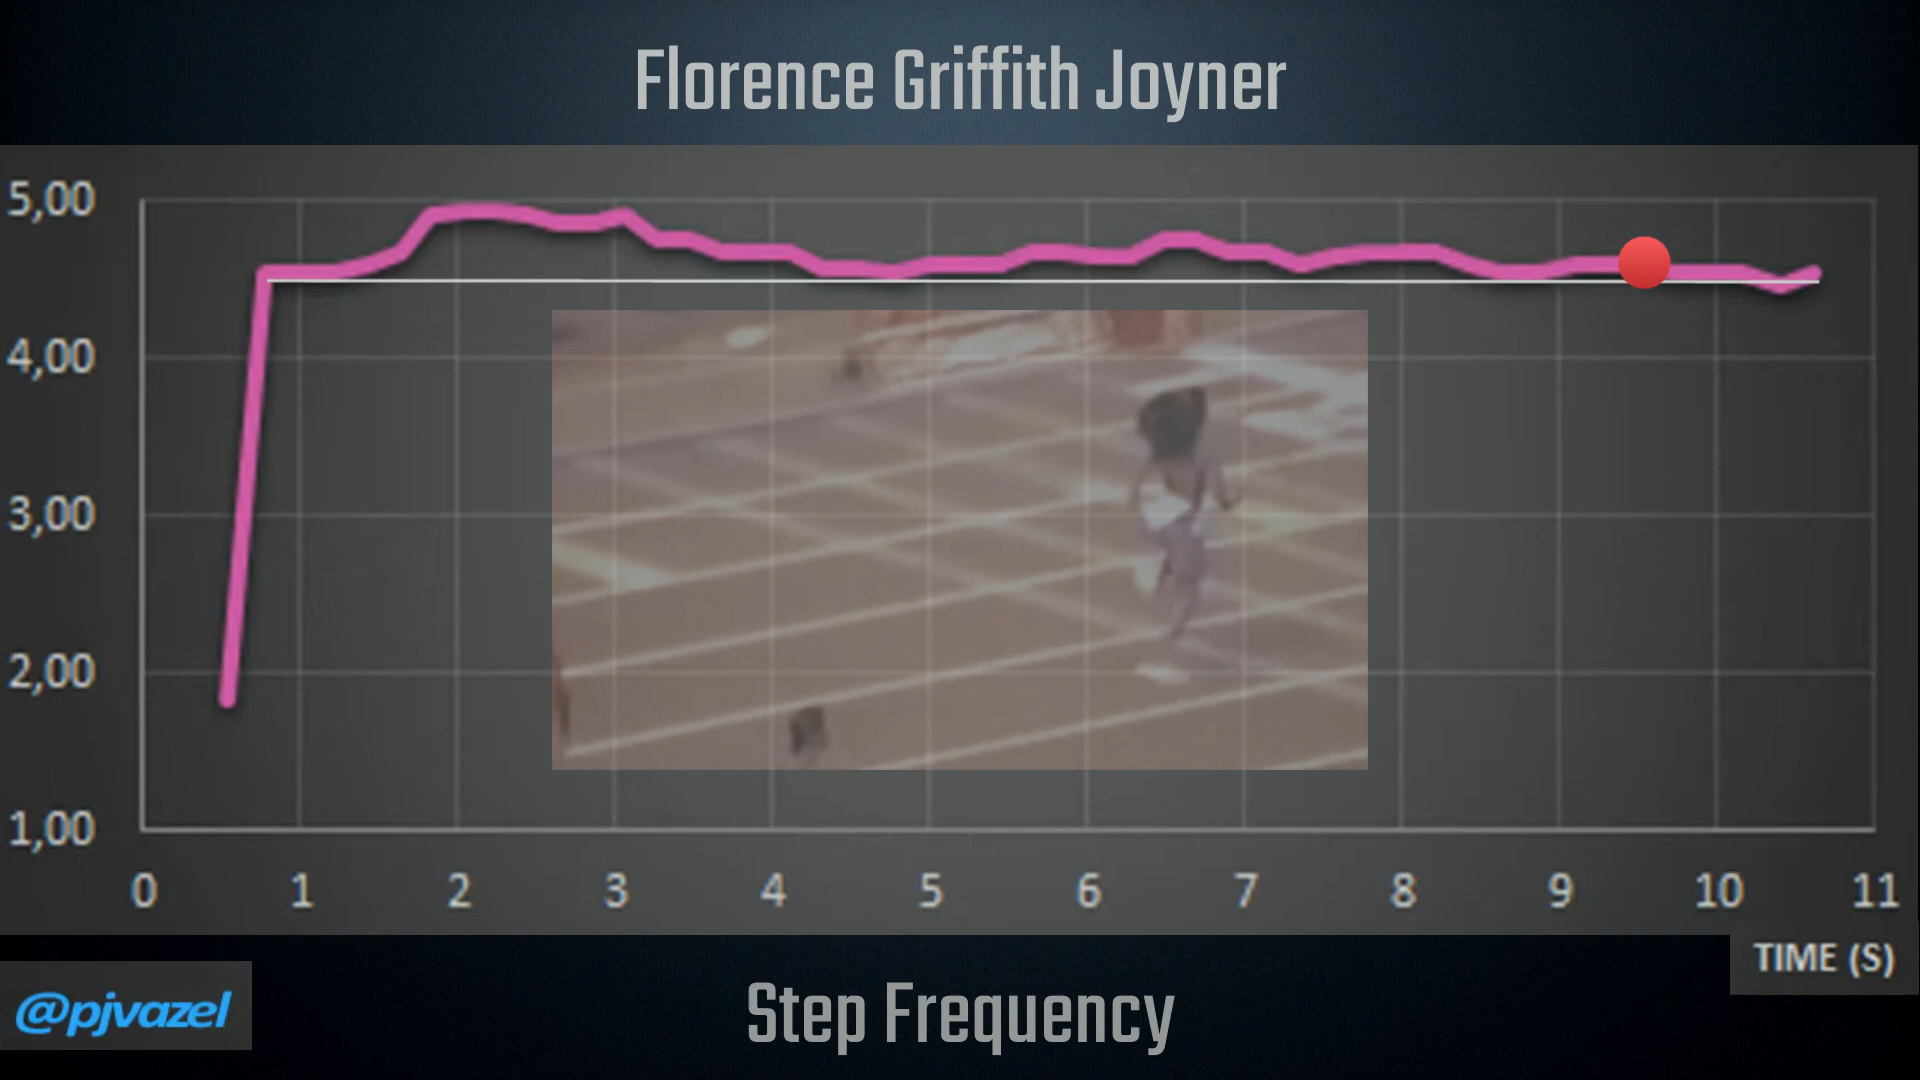 Florence Griffith Joyner
5,00
4,00
3,00
2,00
1,00
0 1 2 3 4 5 6 7 8 9 10 11
TIME (S)
@pjvazel
Step Frequency